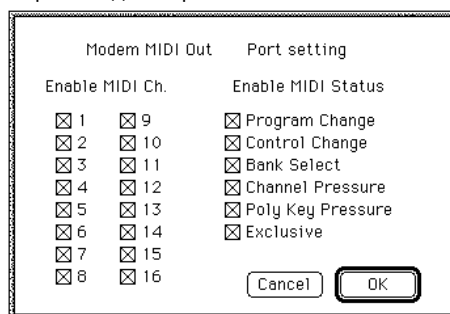 Modem MIDI Out Port setting
Enable MIDI Ch. Enable MIDI Status
1 9 Program Change
2 10 Control Change
3 11 Bank Select
4 12 Channel Pressure
5 13 Poly Key Pressure
6 14 Exclusive
7 15
8 16
Cancel OK